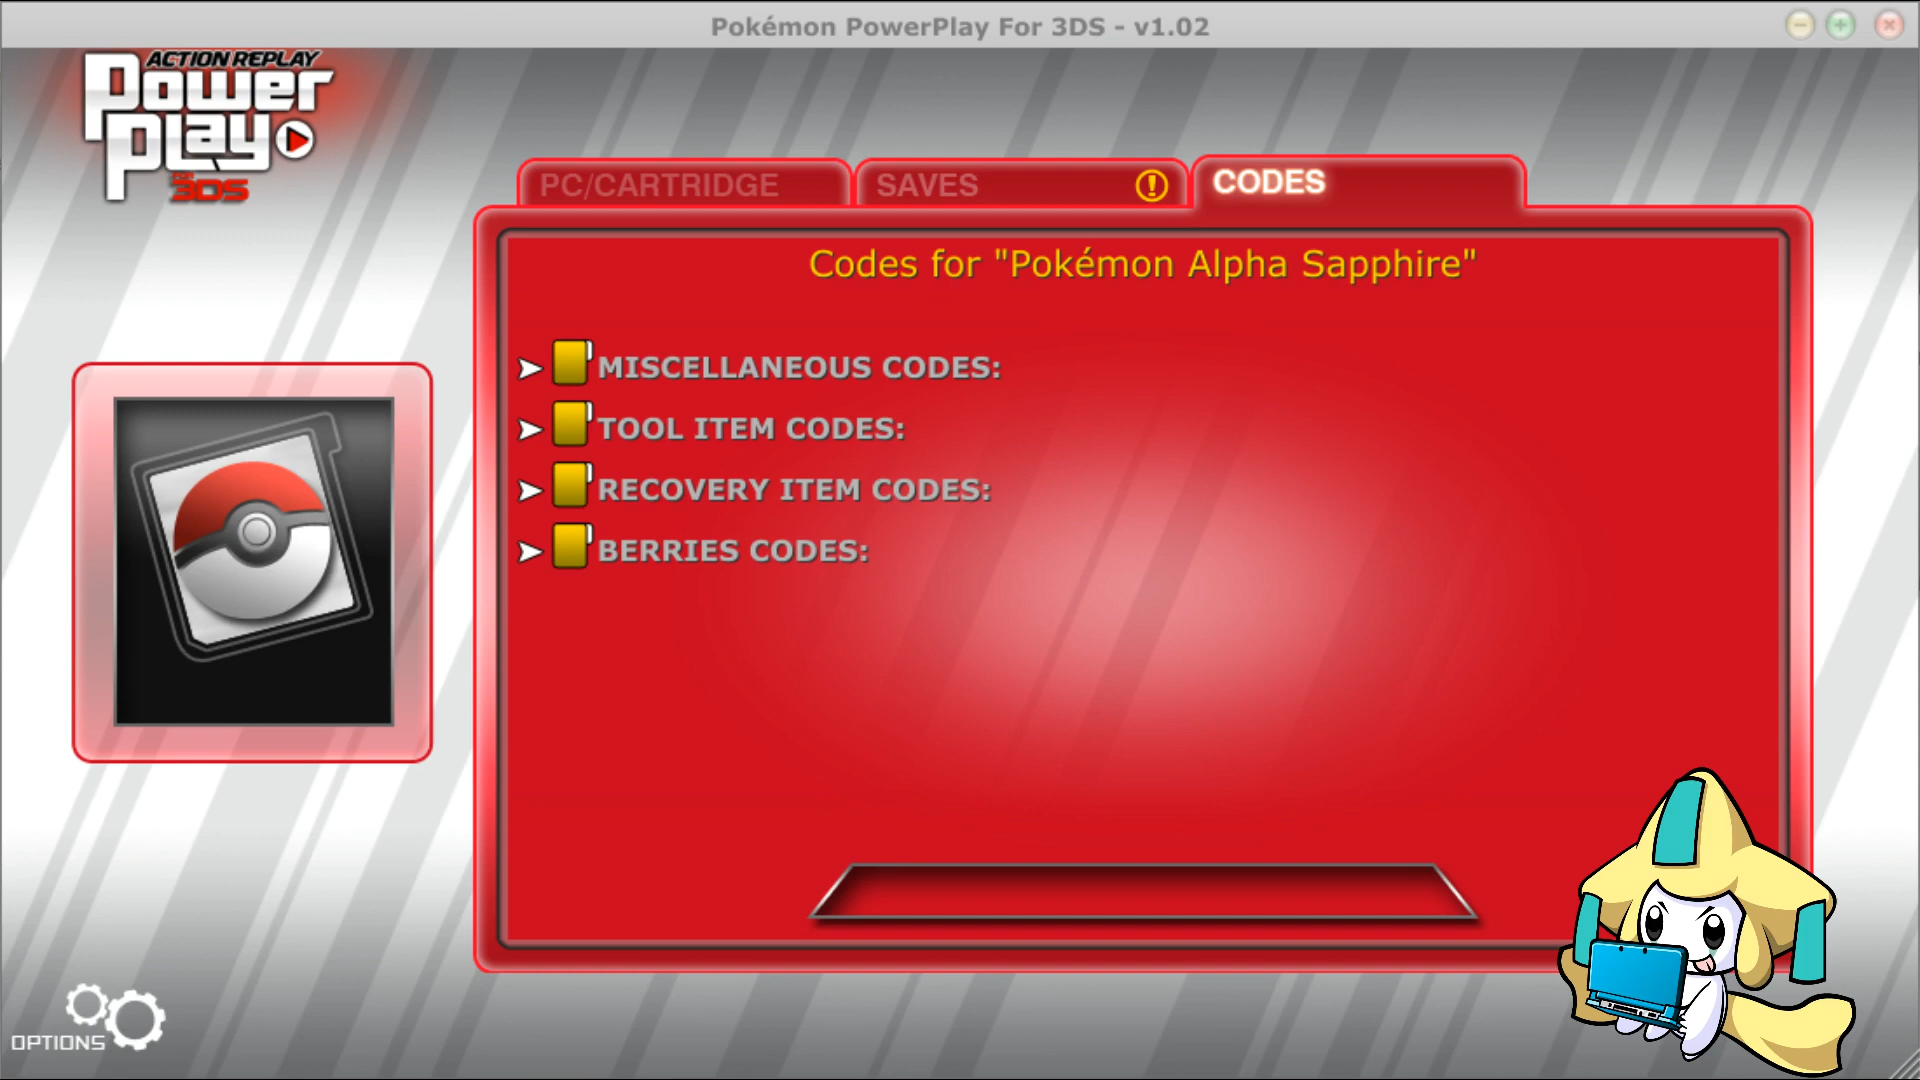 Pokémon PowerPlay For 3DS - v1.02
ACTION REPLAY
Power
Play
FOR
3DS
PC/CARTRIDGE
SAVES
CODES
Codes for "Pokémon Alpha Sapphire"
MISCELLANEOUS CODES:
TOOL ITEM CODES:
RECOVERY ITEM CODES:
BERRIES CODES:
OPTIONS